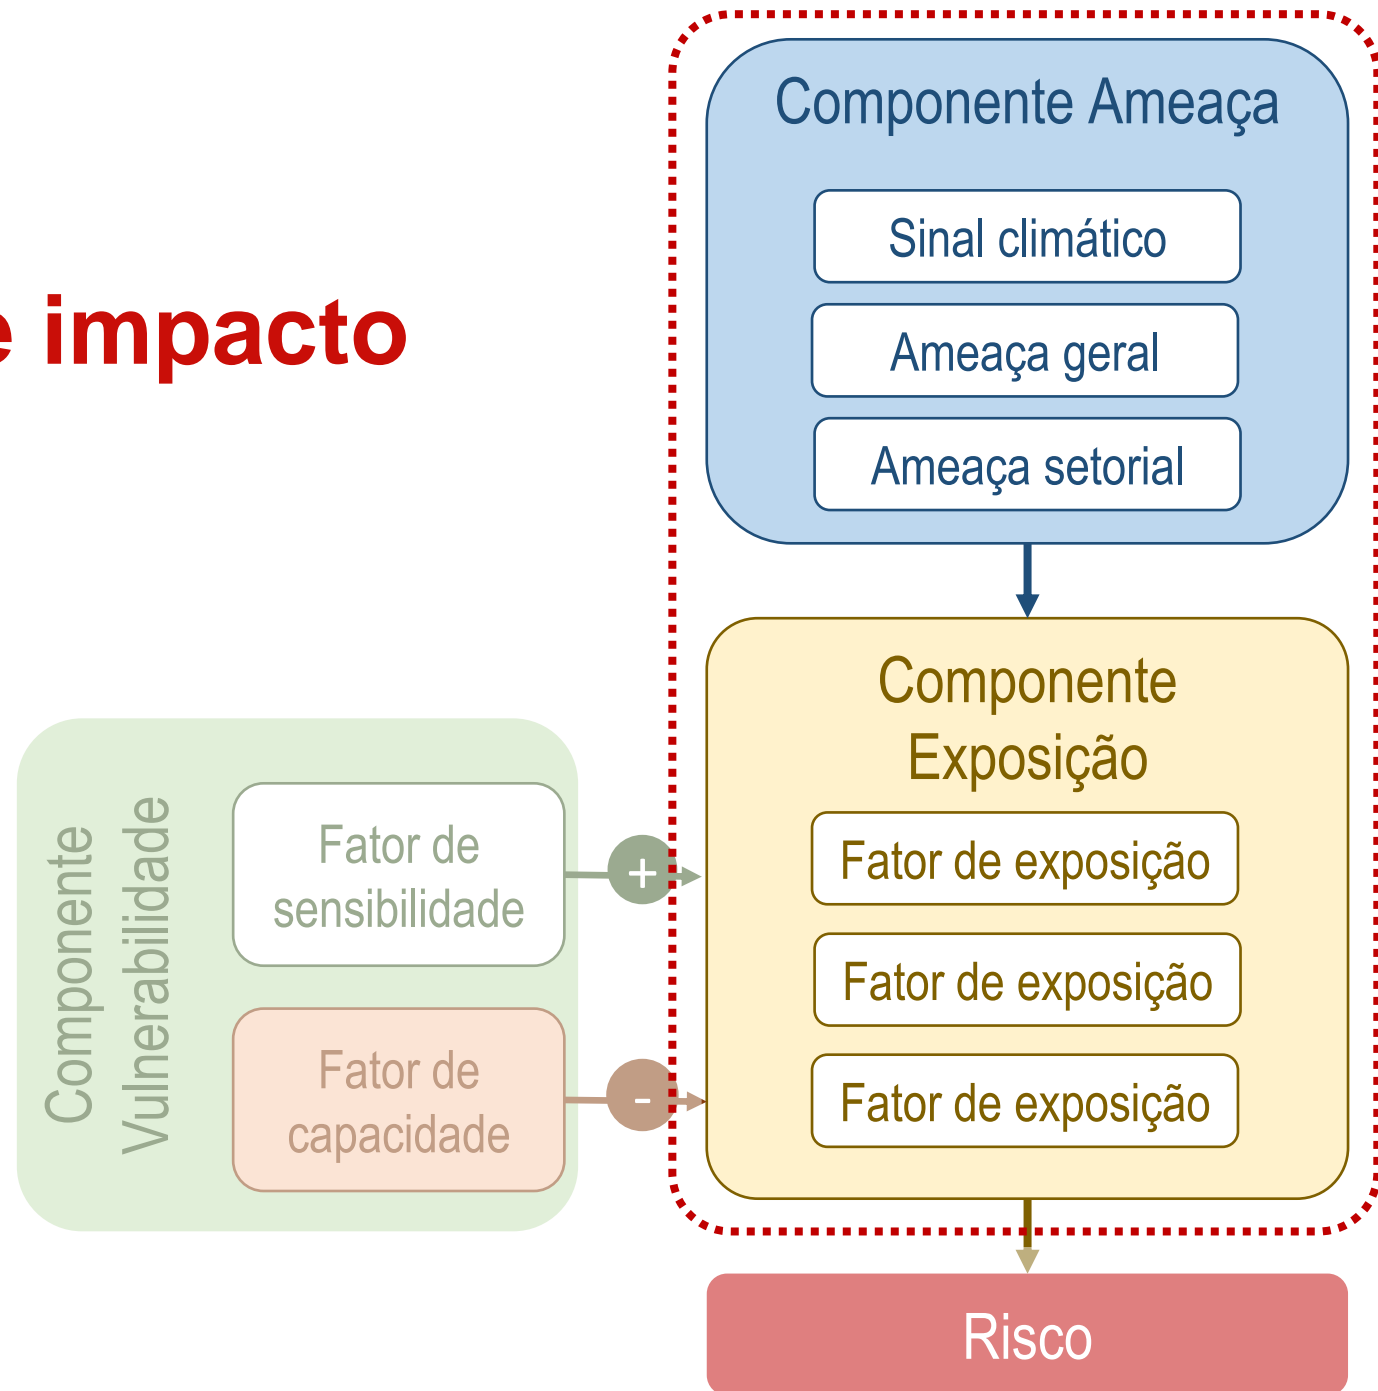 Componente Ameaça
Sinal climático
Ameaça geral
Ameaça setorial
e impacto
Componente
Exposição
Fator de exposição
Fator de exposição
Fator de exposição
Componente
Vulnerabilidade
Fator de
sensibilidade
+
Fator de
capacidade
-
Risco